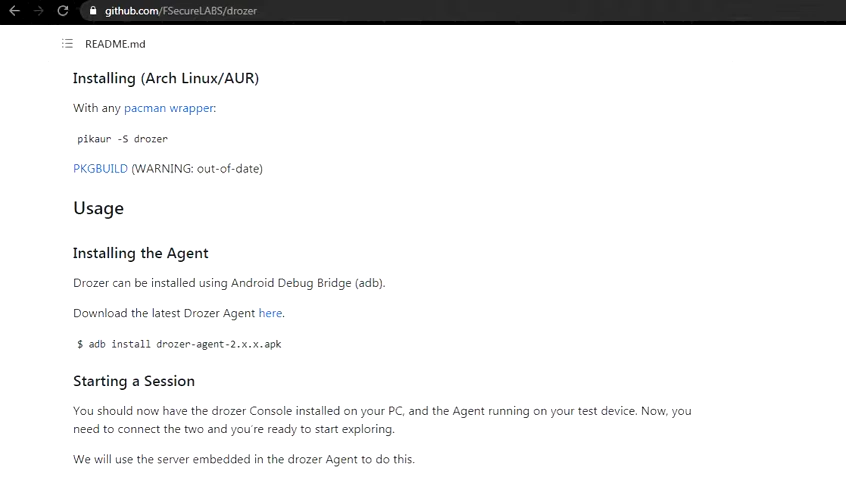 github.com/FSecureLABS/drozer
README.md
Installing (Arch Linux/AUR)
With any pacman wrapper:
pikaur -S drozer
PKGBUILD (WARNING: out-of-date)
Usage
Installing the Agent
Drozer can be installed using Android Debug Bridge (adb).
Download the latest Drozer Agent here.
$ adb install drozer-agent-2.x.x.apk
Starting a Session
You should now have the drozer Console installed on your PC, and the Agent running on your test device. Now, you
need to connect the two and you're ready to start exploring.
We will use the server embedded in the drozer Agent to do this.